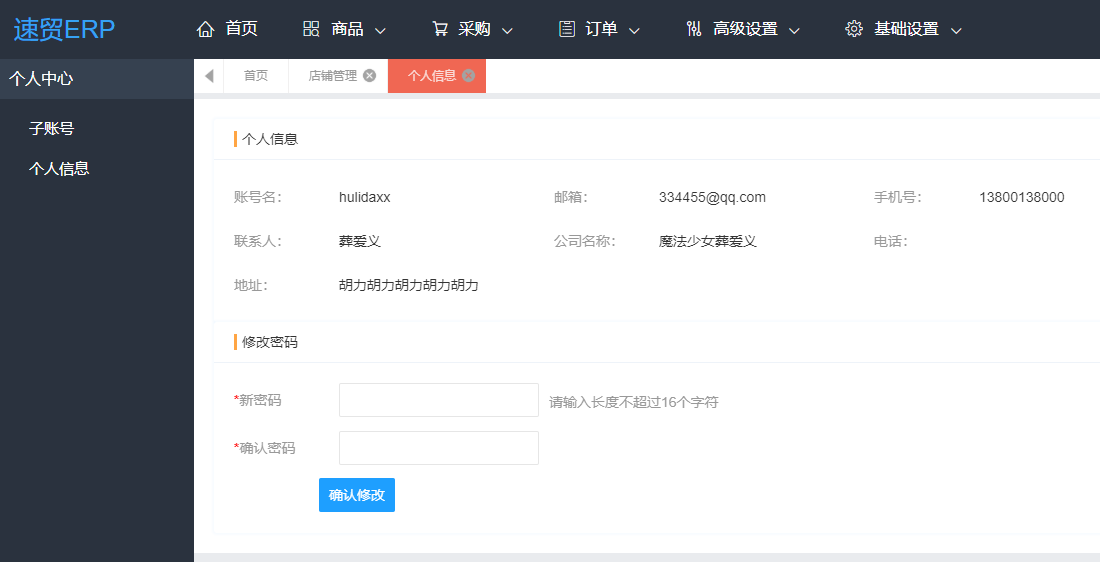 速贸ERP 首页 商品 采购 订单 高级设置 基础设置
个人中心
首页 店铺管理 个人信息
子账号
个人信息
个人信息
账号名： hulidaxx 邮箱： 334455@qq.com 手机号： 13800138000
联系人： 葬爱义 公司名称： 魔法少女葬爱义 电话：
地址： 胡力胡力胡力胡力胡力
修改密码
*新密码 请输入长度不超过16个字符
*确认密码
确认修改